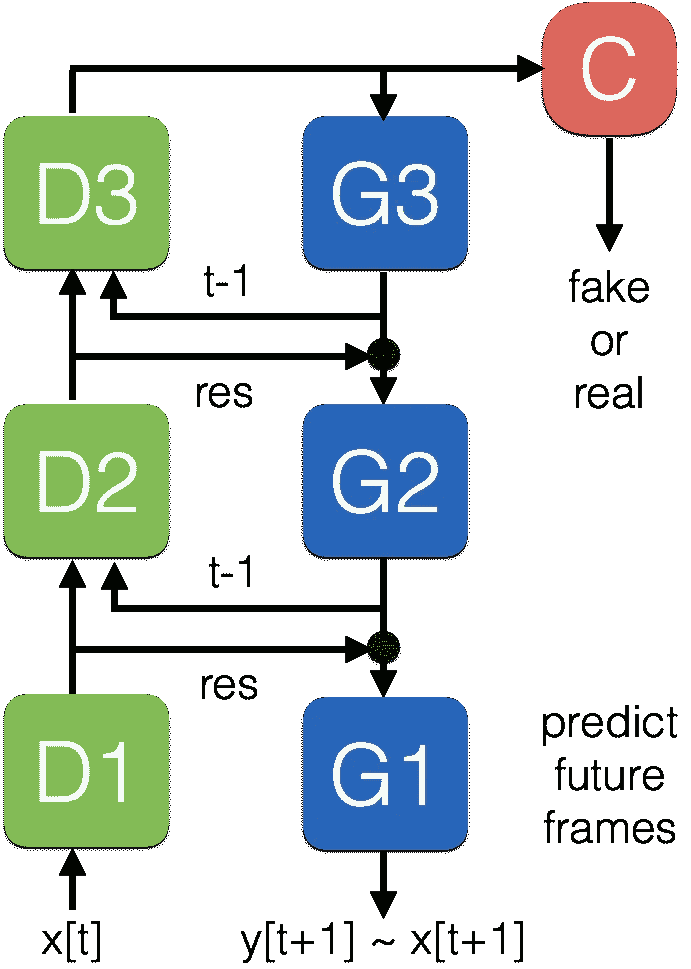 C
D3
G3
t-1
fake
or
real
res
D2
G2
t-1
res
D1
G1
predict
future
frames
x[t]
y[t+1] ~ x[t+1]